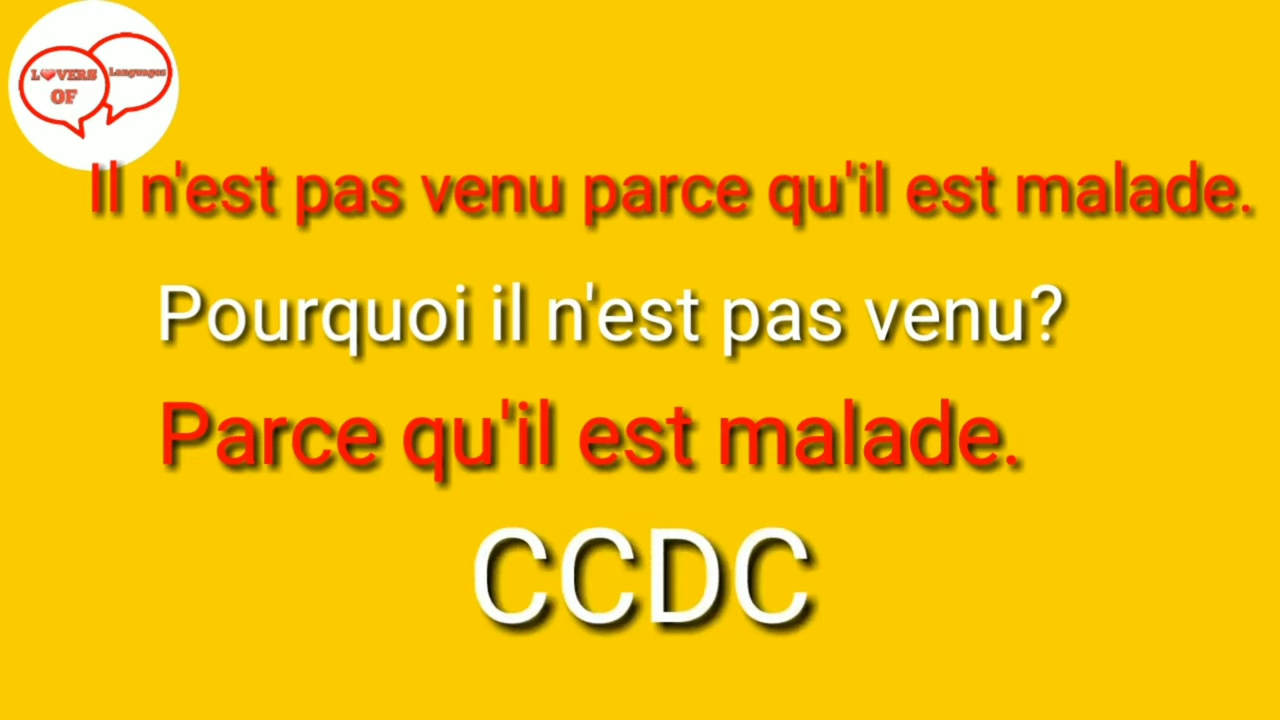 L❤VERS
OF
Languages
Il n'est pas venu parce qu'il est malade.
Pourquoi il n'est pas venu?
Parce qu'il est malade.
CCDC